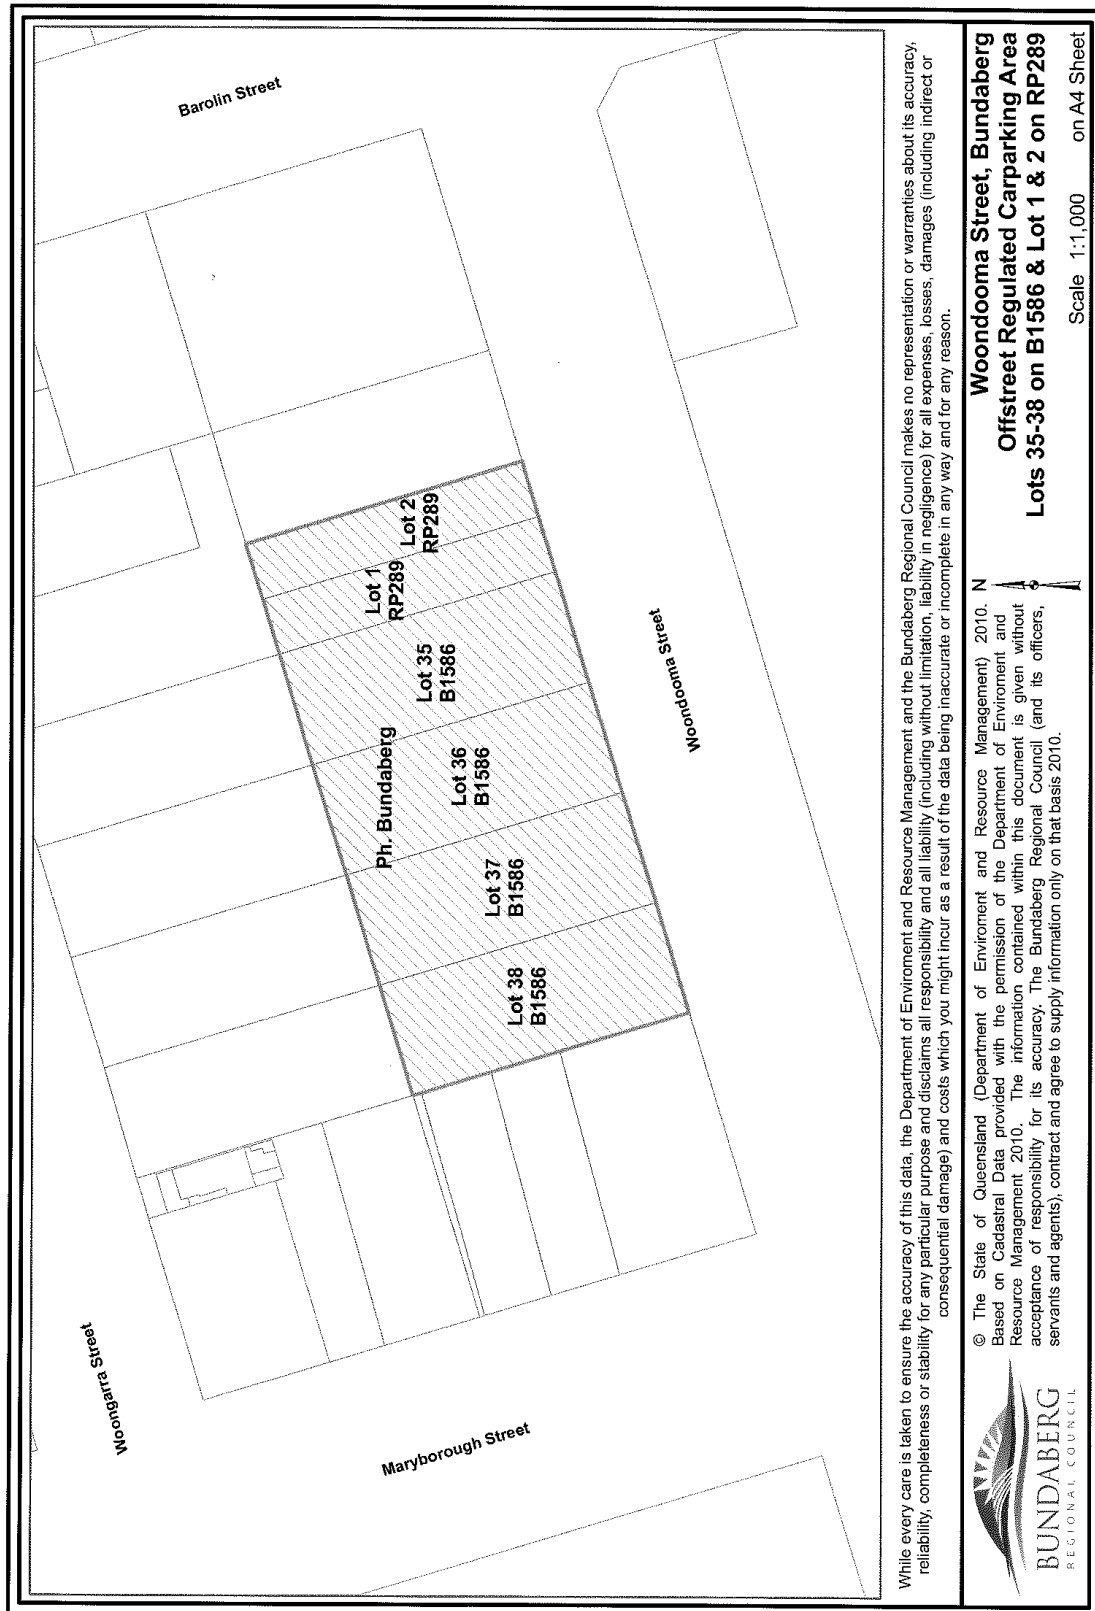 Barolin Street
Woongarra Street
Maryborough Street
Woondooma Street
Ph. Bundaberg
Lot 38
B1586
Lot 37
B1586
Lot 36
B1586
Lot 35
B1586
Lot 1
RP289
Lot 2
RP289
While every care is taken to ensure the accuracy of this data, the Department of Enviroment and Resource Management and the Bundaberg Regional Council makes no representation or warranties about its accuracy,
reliability, completeness or stability for any particular purpose and disclaims all responsibility and all liability (including without limitation, liability in negligence) for all expenses, losses, damages (including indirect or
consequential damage) and costs which you might incur as a result of the data being inaccurate or incomplete in any way and for any reason.
BUNDABERG
REGIONAL COUNCIL
© The State of Queensland (Department of Enviroment and Resource Management) 2010.
Based on Cadastral Data provided with the permission of the Department of Enviroment and
Resource Management 2010. The information contained within this document is given without
acceptance of responsibility for its accuracy. The Bundaberg Regional Council (and its officers,
servants and agents), contract and agree to supply information only on that basis 2010.
N
Woondooma Street, Bundaberg
Offstreet Regulated Carparking Area
Lots 35-38 on B1586 & Lot 1 & 2 on RP289
Scale 1:1,000 on A4 Sheet